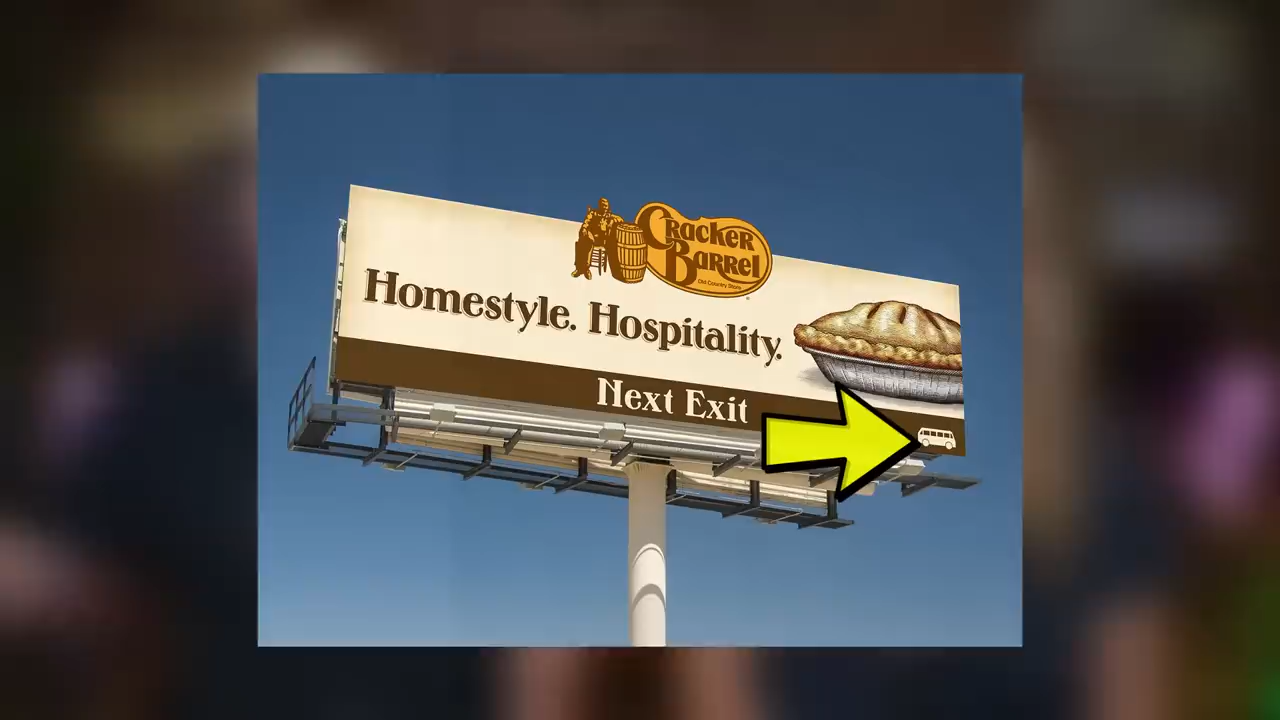 Cracker
Barrel
Old Country Store
Homestyle. Hospitality.
Next Exit